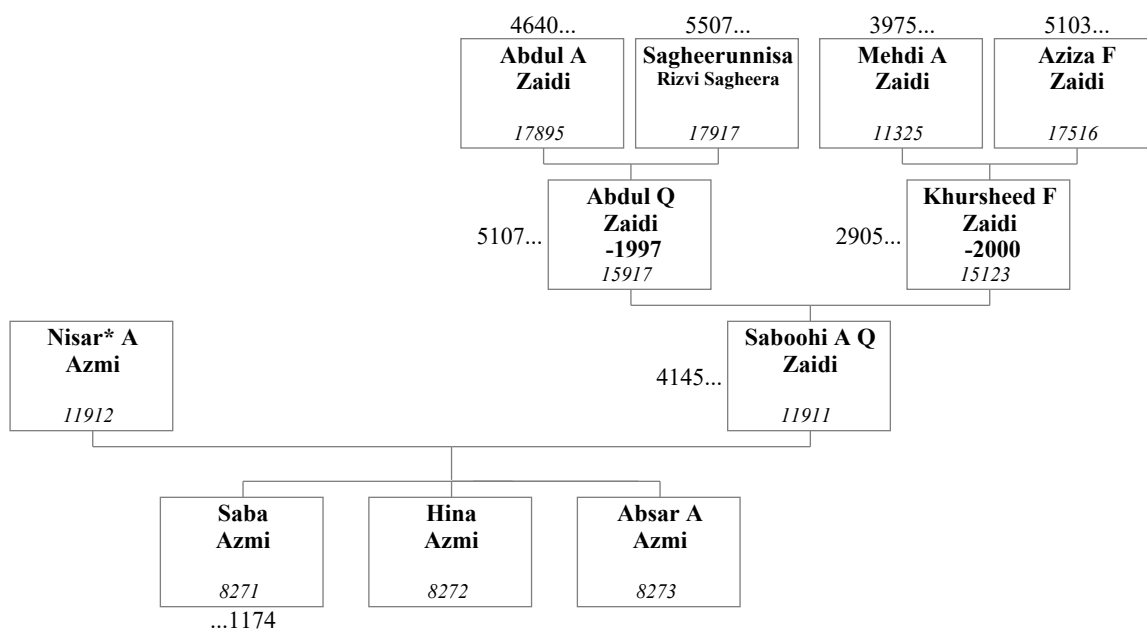 4640...
5507...
3975...
5103...
Abdul A
Zaidi
17895
Sagheerunnisa
Rizvi Sagheera
17917
Mehdi A
Zaidi
11325
Aziza F
Zaidi
17516
5107...
Abdul Q
Zaidi
-1997
15917
2905...
Khursheed F
Zaidi
-2000
15123
Nisar* A
Azmi
11912
4145...
Saboohi A Q
Zaidi
11911
Saba
Azmi
8271
Hina
Azmi
8272
Absar A
Azmi
8273
...1174